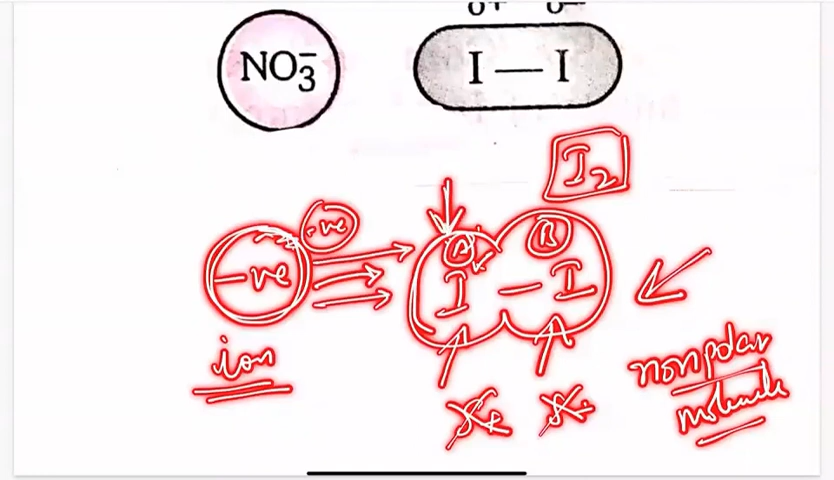 δ+ δ−
NO₃⁻ I — I
I₂
-ve
A B
-ve I — I
ion
nonpolar
molecule